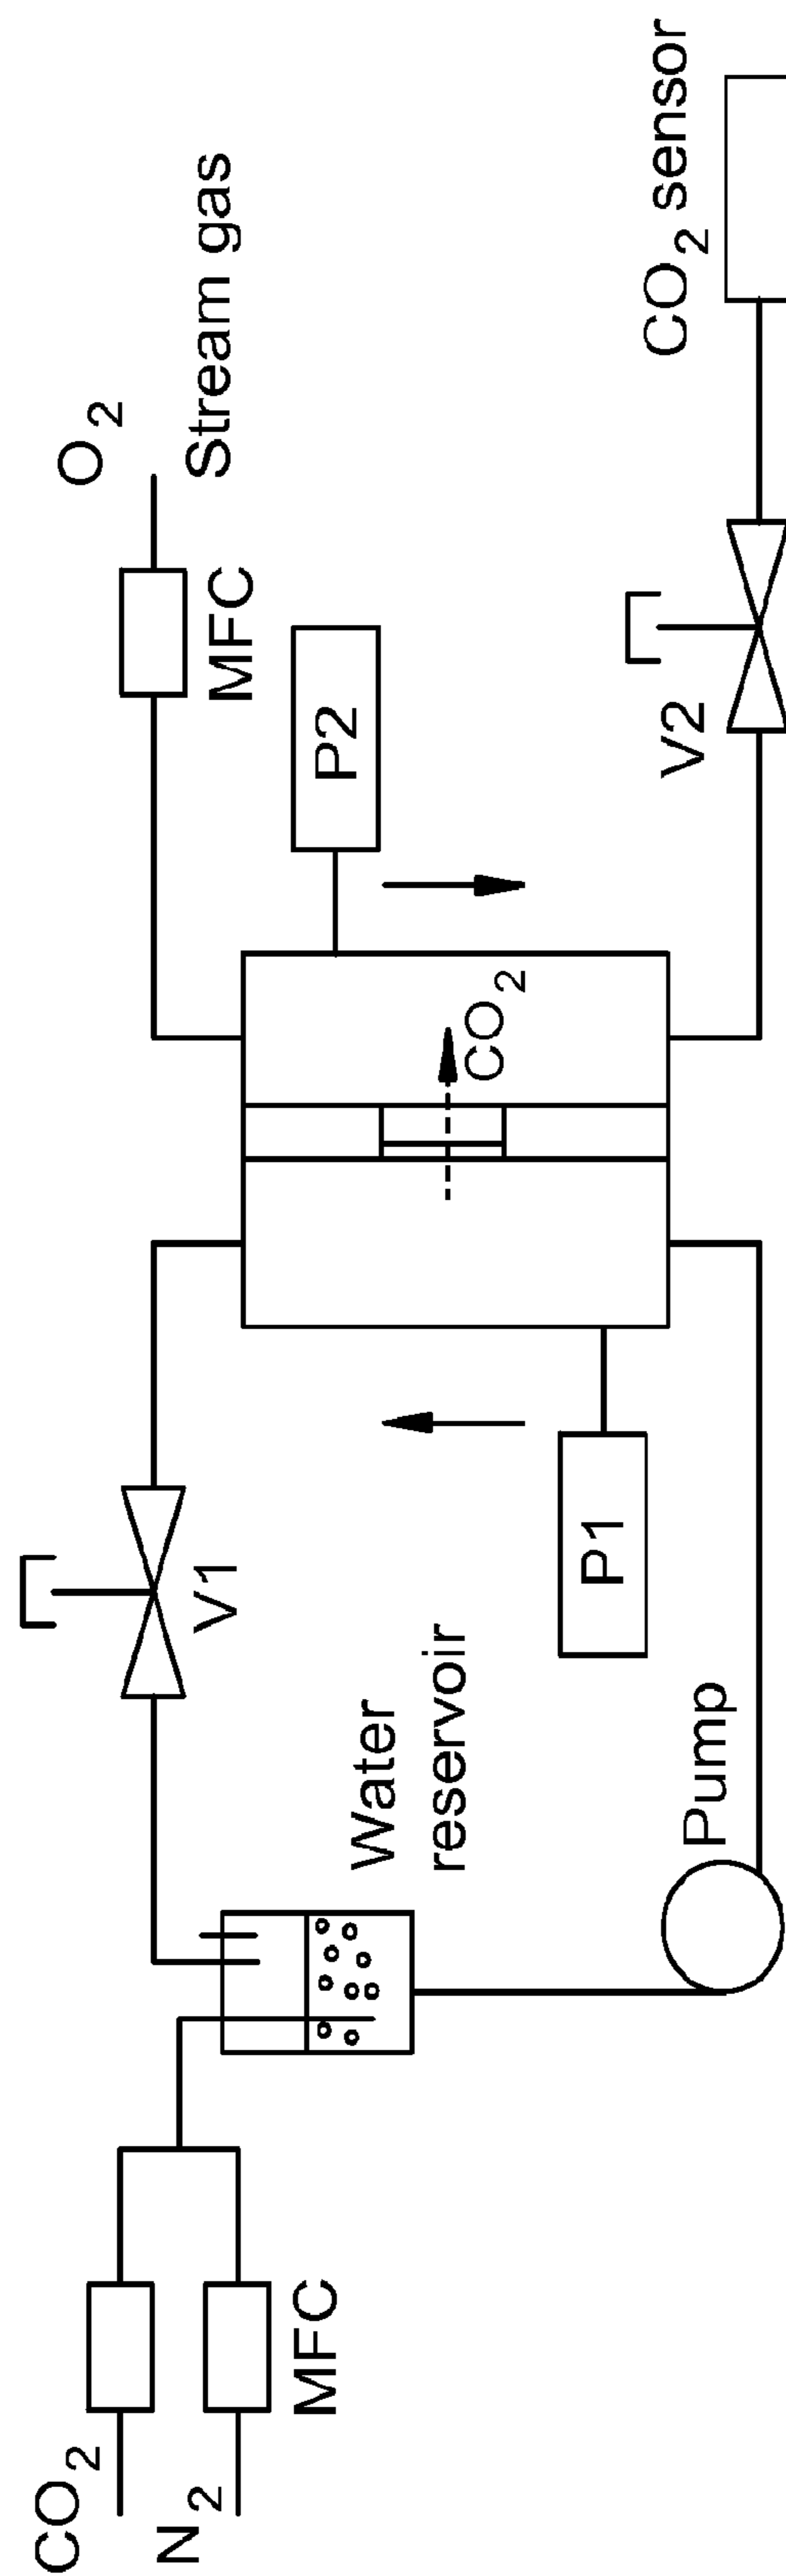 CO2
N2
MFC
Water
reservoir
Pump
V1
P1
CO2
P2
MFC
O2
Stream gas
V2
CO2 sensor